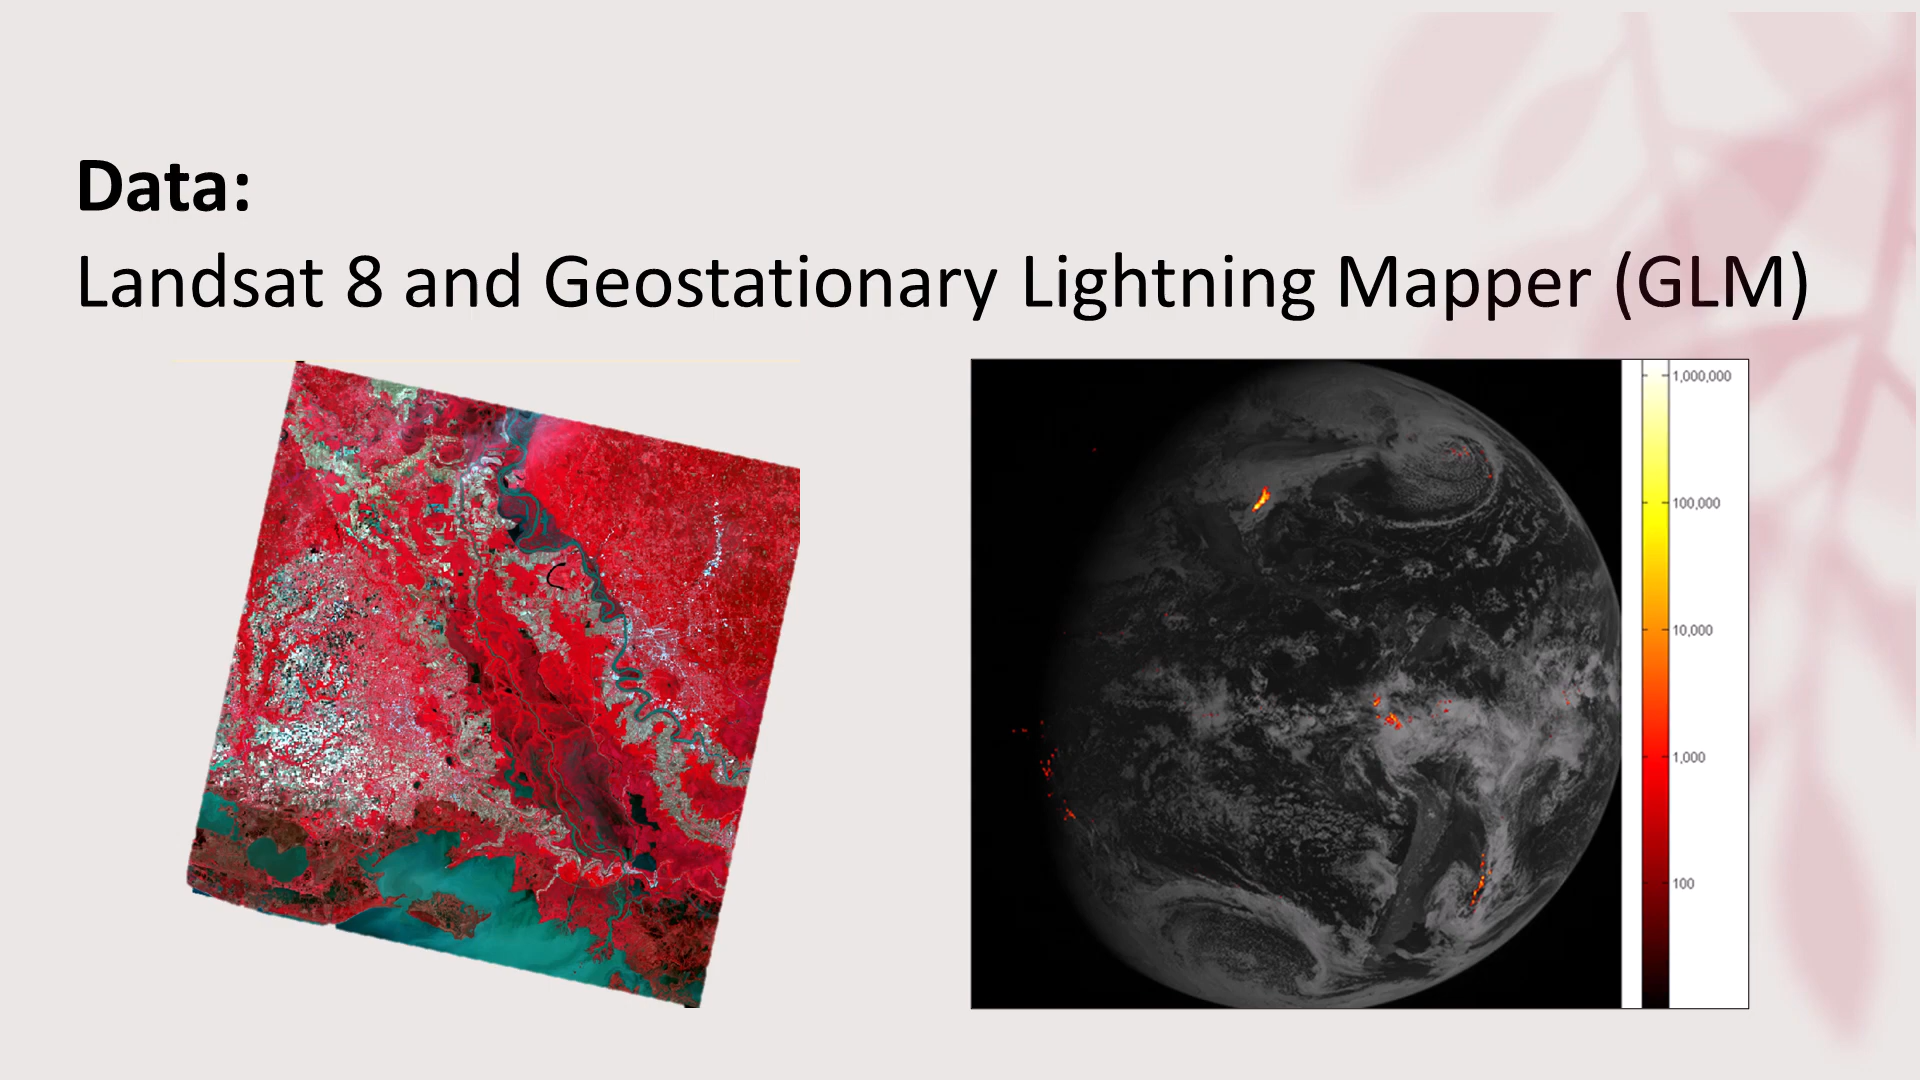 Data:
Landsat 8 and Geostationary Lightning Mapper (GLM)
1,000,000
100,000
10,000
1,000
100